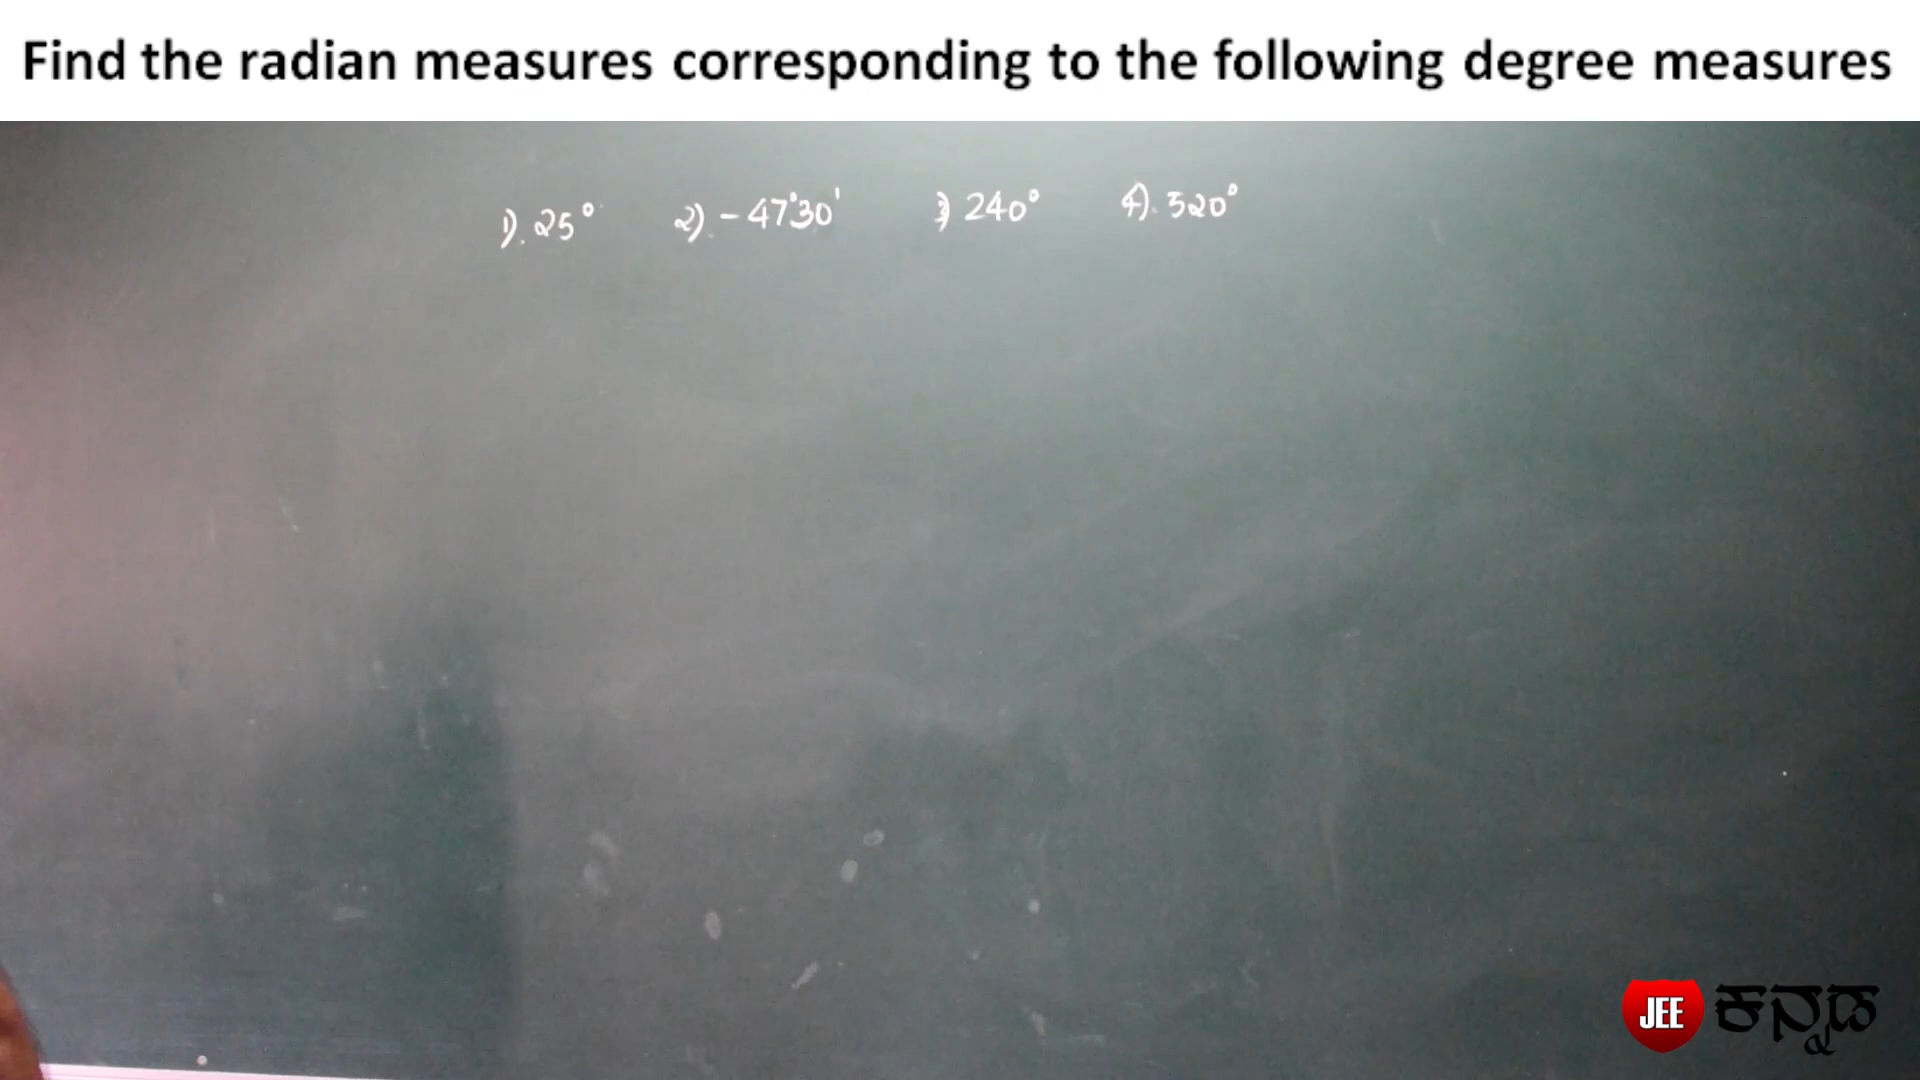 Find the radian measures corresponding to the following degree measures
1). 25° 2). - 47°30' 3) 240° 4). 520°
JEE ಕನ್ನಡ